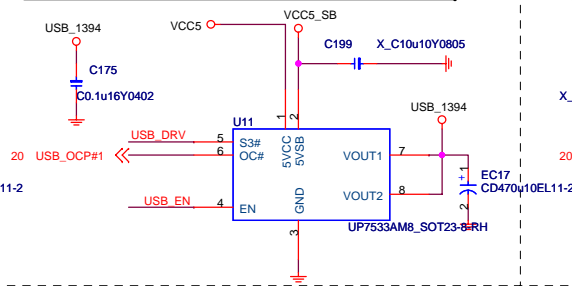 VCC5_SB
USB_1394
VCC5
C199
X_C10u10Y0805
C175
C0.1u16Y0402
X_
USB_1394
U11
1
2
USB_DRV
5
S3#
5VCC
5VSB
20
USB_OCP#1
6
OC#
VOUT1
7
20
11-2
1
+
EC17
CD470u10EL11-2
USB_EN
4
EN
GND
VOUT2
8
2
3
UP7533AM8_SOT23-8-RH